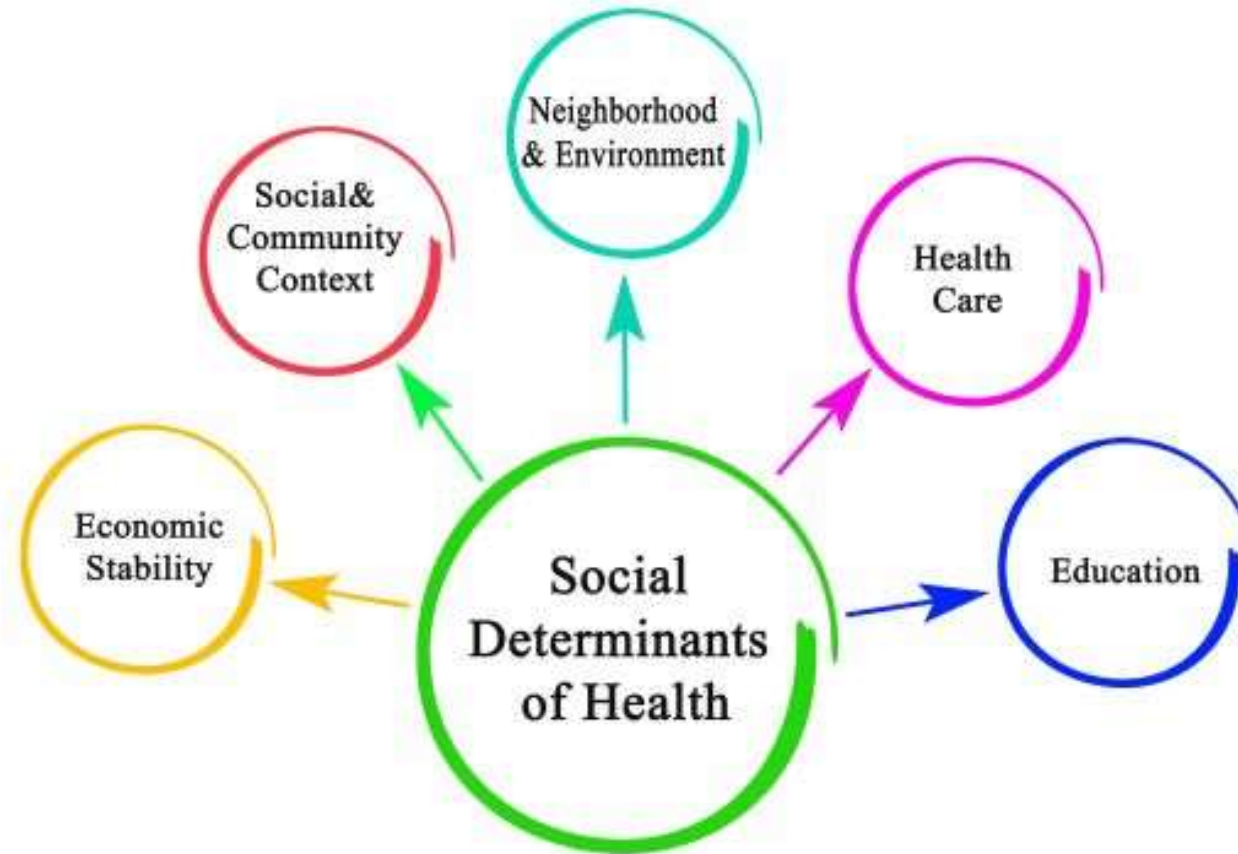 Neighborhood
& Environment
Social&
Community
Context
Health
Care
Economic
Stability
Education
Social
Determinants
of Health